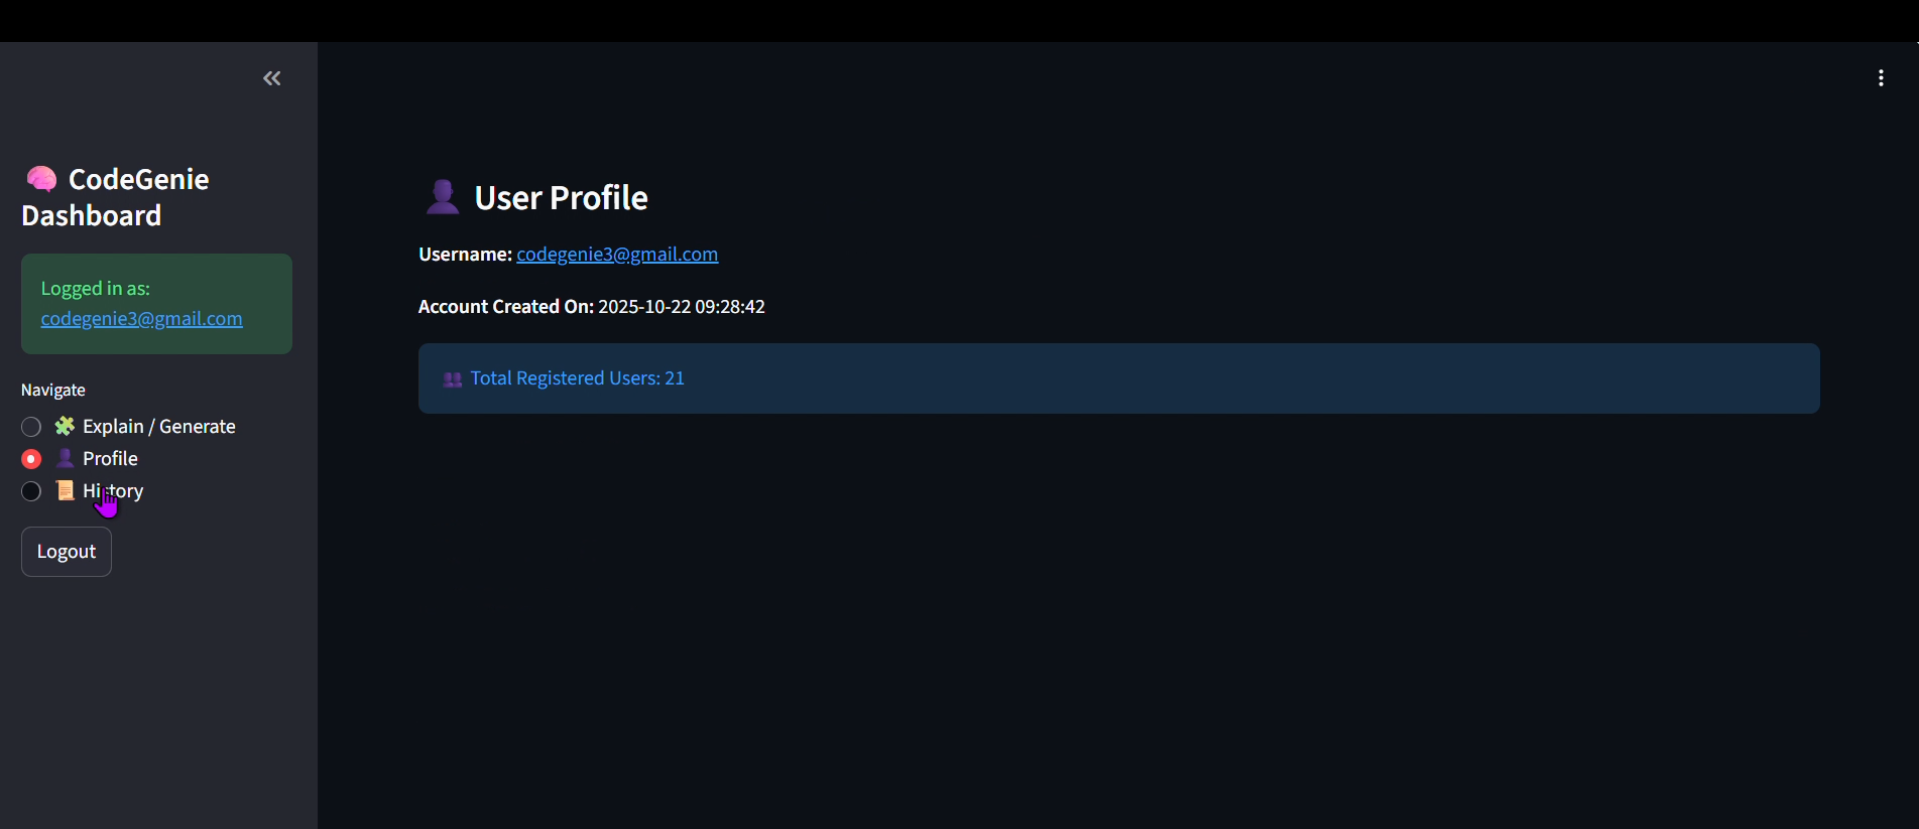 CodeGenie
Dashboard
Logged in as:
codegenie3@gmail.com
Navigate
Explain / Generate
Profile
History
Logout
User Profile
Username: codegenie3@gmail.com
Account Created On: 2025-10-22 09:28:42
Total Registered Users: 21